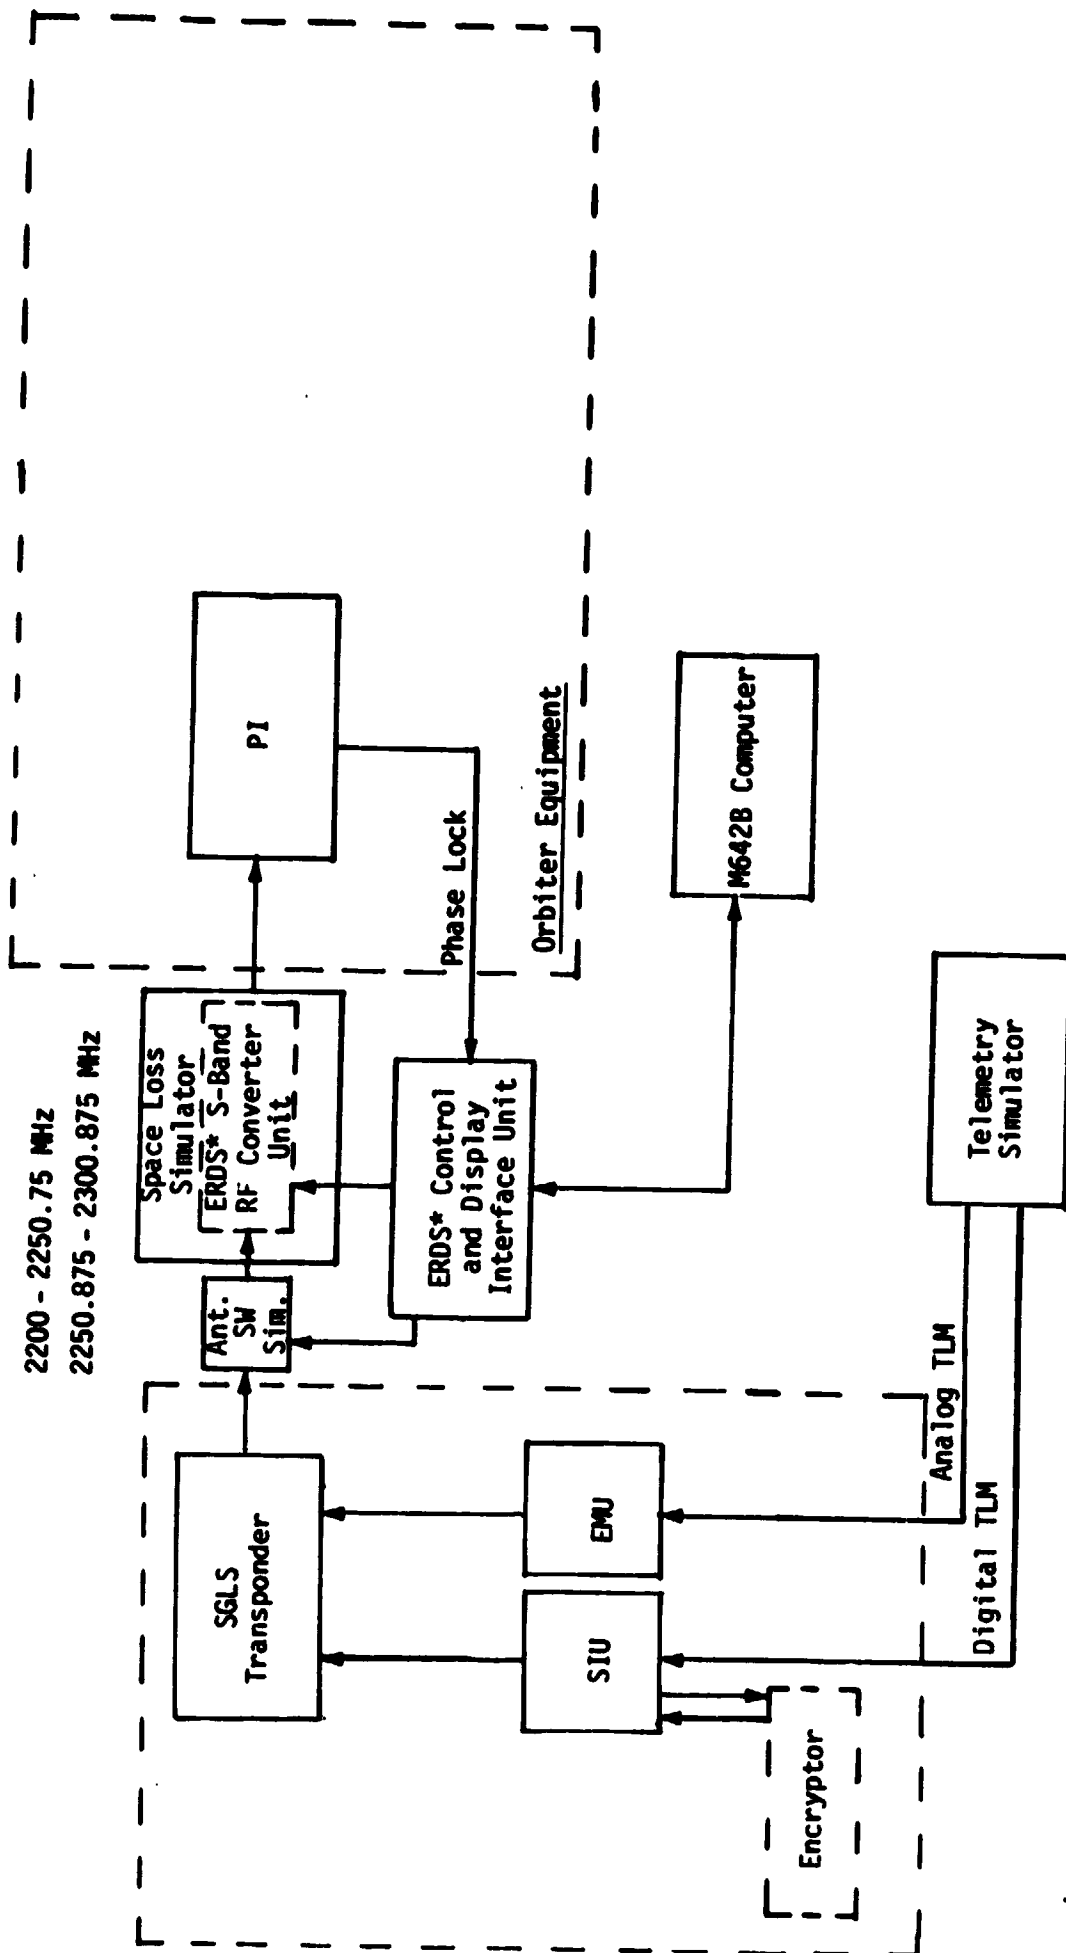 2200 - 2250.75 MHz
2250.875 - 2300.875 MHz
SGLS
Transponder
Ant.
SW
Sim.
Space Loss
Simulator
ERDS* S-Band
RF Converter
Unit
PI
Phase Lock
ERDS* Control
and Display
Interface Unit
Orbiter Equipment
SIU
EMU
M642B Computer
Encryptor
Analog TLM
Digital TLM
Telemetry
Simulator